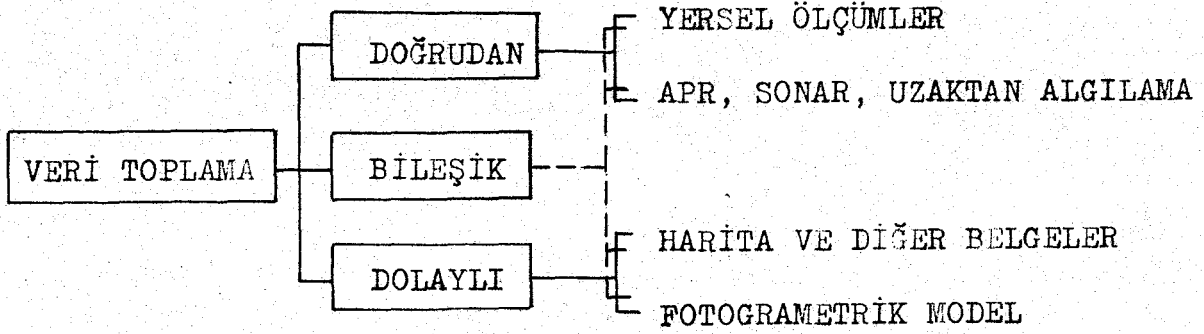 YERSEL ÖLÇÜMLER
DOĞRUDAN
APR, SONAR, UZAKTAN ALGILAMA
VERİ TOPLAMA
BİLEŞİK
HARİTA VE DİĞER BELGELER
DOLAYLI
FOTOGRAMETRİK MODEL